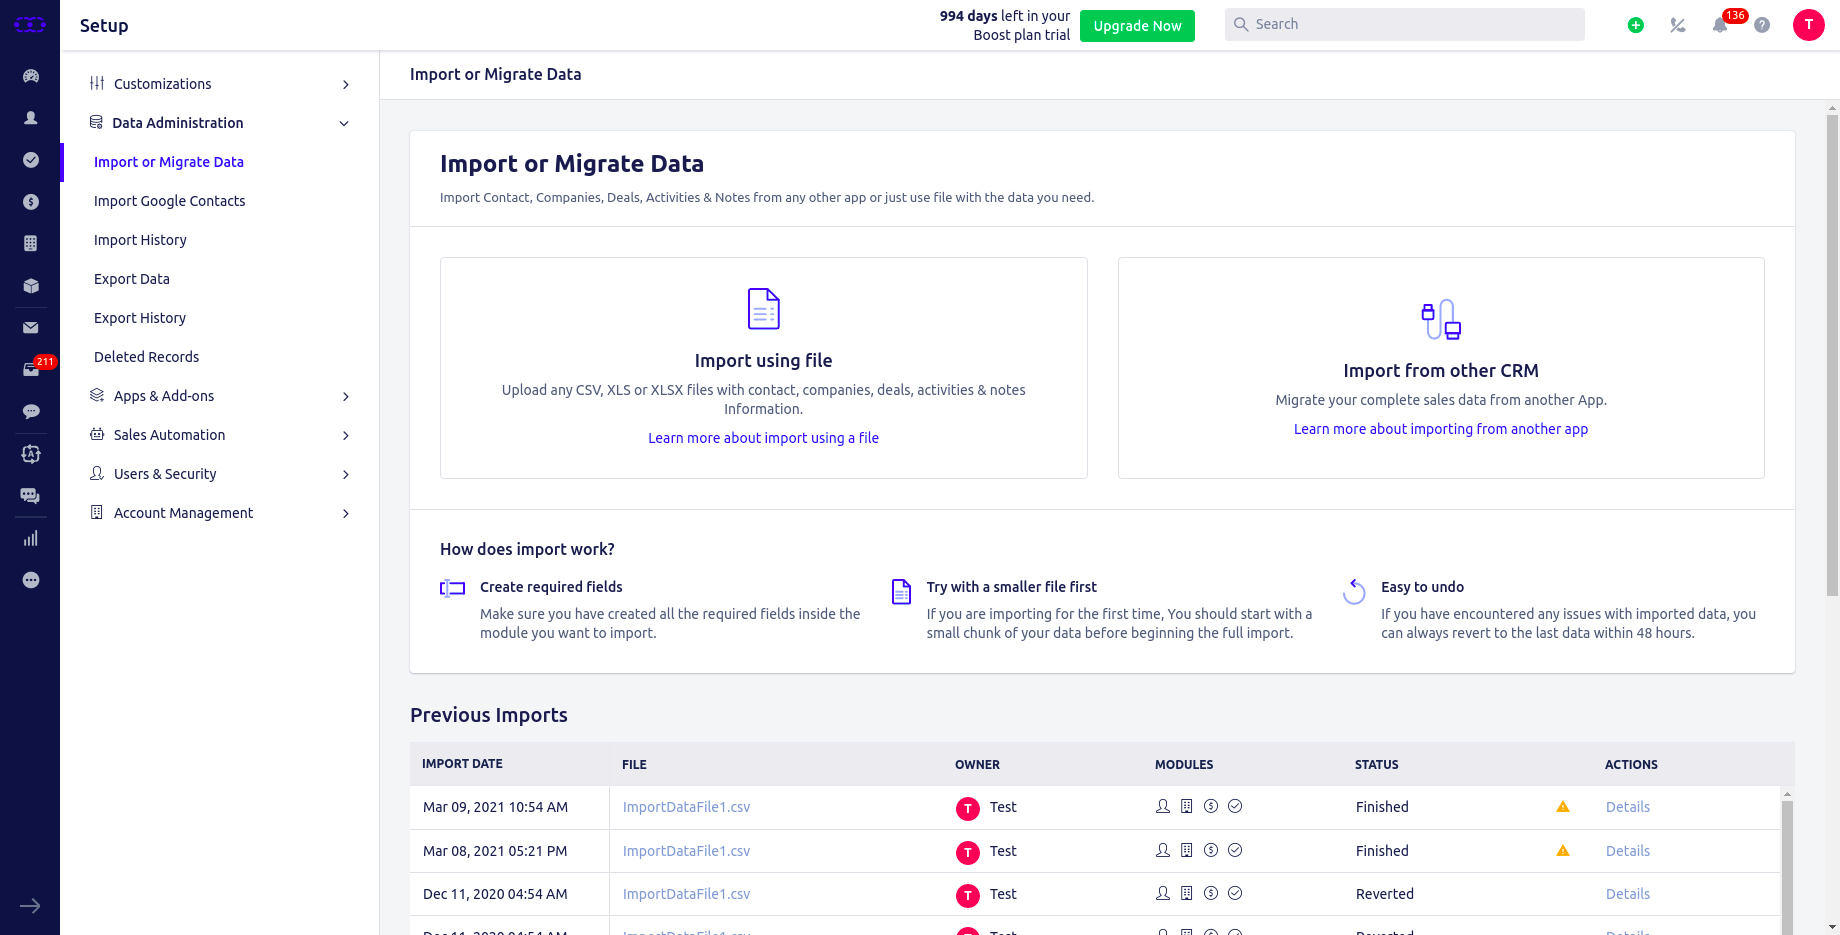 Setup
994 days left in your
Boost plan trial
Upgrade Now
Search
136
?
T
Customizations
Data Administration
Import or Migrate Data
Import Google Contacts
Import History
Export Data
Export History
Deleted Records
Apps & Add-ons
Sales Automation
Users & Security
Account Management
211
Import or Migrate Data
Import or Migrate Data
Import Contact, Companies, Deals, Activities & Notes from any other app or just use file with the data you need.
Import using file
Upload any CSV, XLS or XLSX files with contact, companies, deals, activities & notes
Information.
Learn more about import using a file
Import from other CRM
Migrate your complete sales data from another App.
Learn more about importing from another app
How does import work?
Create required fields
Make sure you have created all the required fields inside the
module you want to import.
Try with a smaller file first
If you are importing for the first time, You should start with a
small chunk of your data before beginning the full import.
Easy to undo
If you have encountered any issues with imported data, you
can always revert to the last data within 48 hours.
Previous Imports
IMPORT DATE FILE OWNER MODULES STATUS ACTIONS
Mar 09, 2021 10:54 AM ImportDataFile1.csv T Test Finished Details
Mar 08, 2021 05:21 PM ImportDataFile1.csv T Test Finished Details
Dec 11, 2020 04:54 AM ImportDataFile1.csv T Test Reverted Details